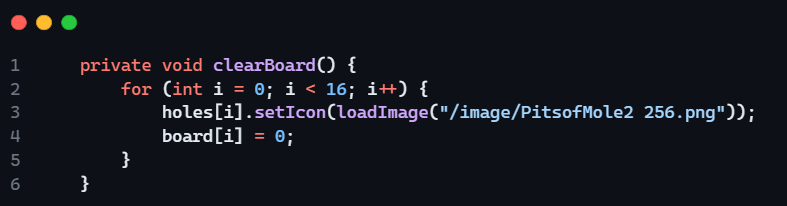 1 private void clearBoard() {
2 for (int i = 0; i < 16; i++) {
3 holes[i].setIcon(loadImage("/image/PitsofMole2 256.png"));
4 board[i] = 0;
5 }
6 }